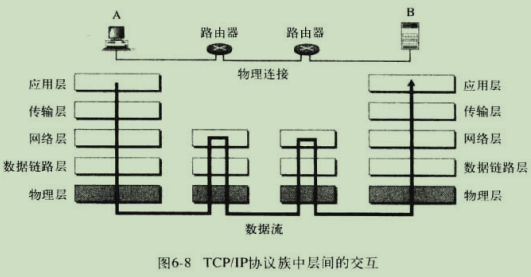 A
B
路由器
路由器
物理连接
应用层
应用层
传输层
传输层
网络层
网络层
数据链路层
数据链路层
物理层
物理层
数据流
图6-8 TCP/IP协议族中层间的交互